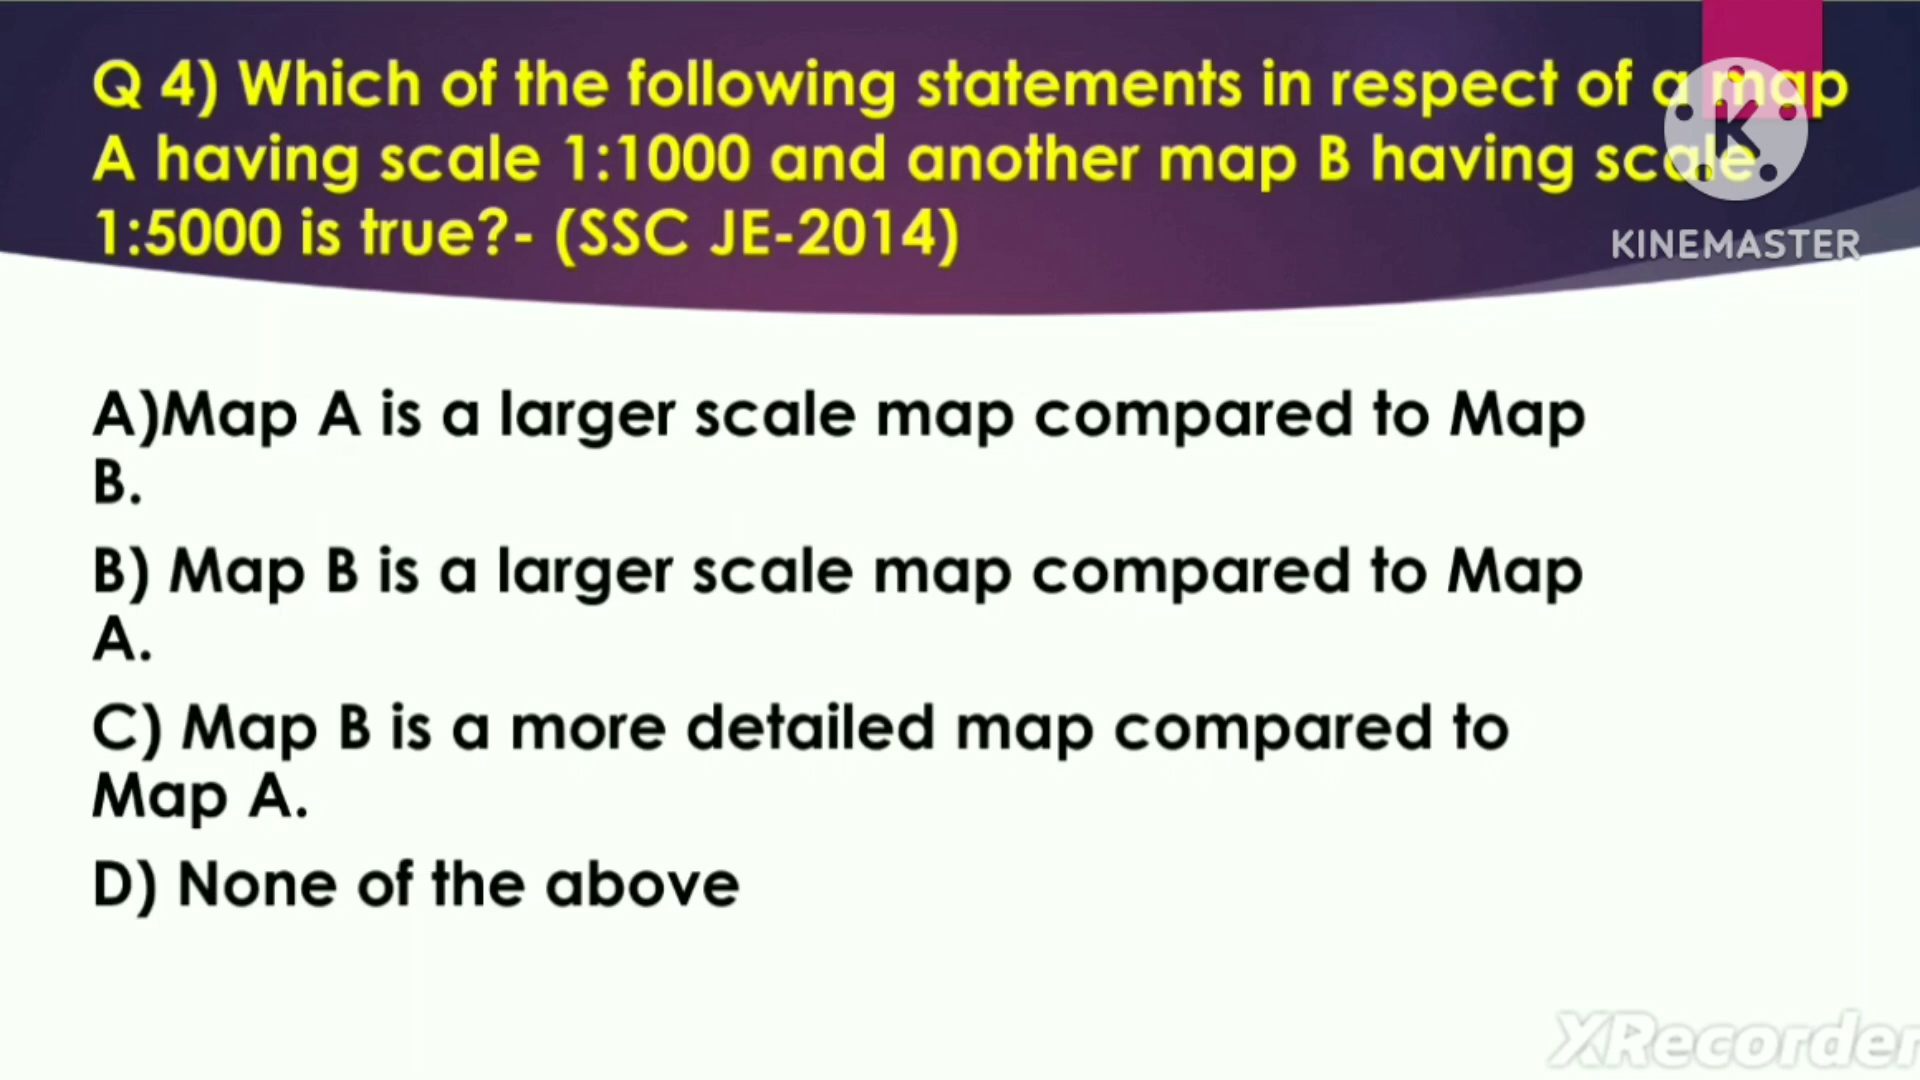 Q 4) Which of the following statements in respect of a map
A having scale 1:1000 and another map B having scale
1:5000 is true?- (SSC JE-2014)
K
KINEMASTER
A)Map A is a larger scale map compared to Map
B.
B) Map B is a larger scale map compared to Map
A.
C) Map B is a more detailed map compared to
Map A.
D) None of the above
XRecorder